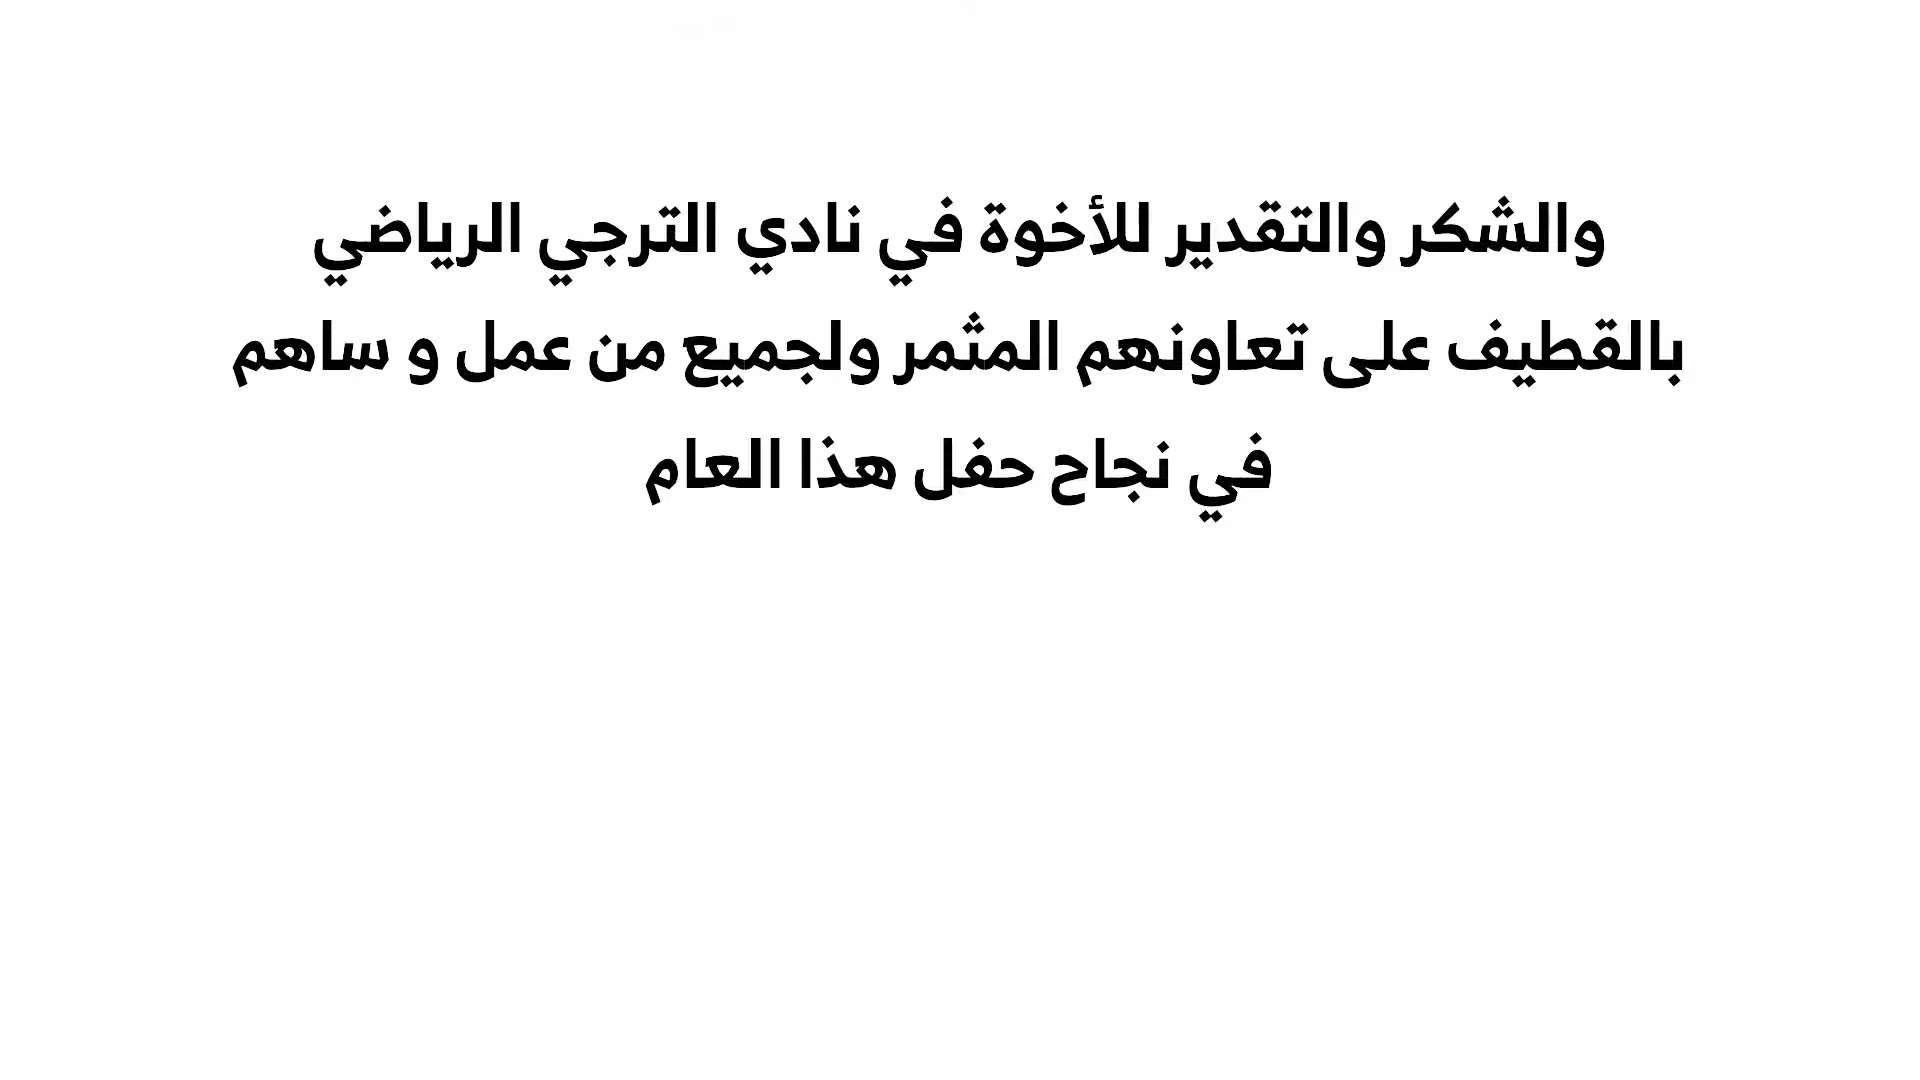 والشكر والتقدير للأخوة في نادي الترجي الرياضي
بالقطيف على تعاونهم المثمر ولجميع من عمل و ساهم
في نجاح حفل هذا العام